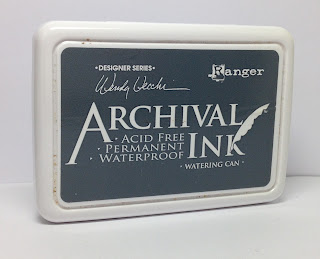 • DESIGNER SERIES •
Wendy Vecchi
Ranger
ARCHIVAL
INK
• ACID FREE
• PERMANENT
WATERPROOF •
• WATERING CAN •